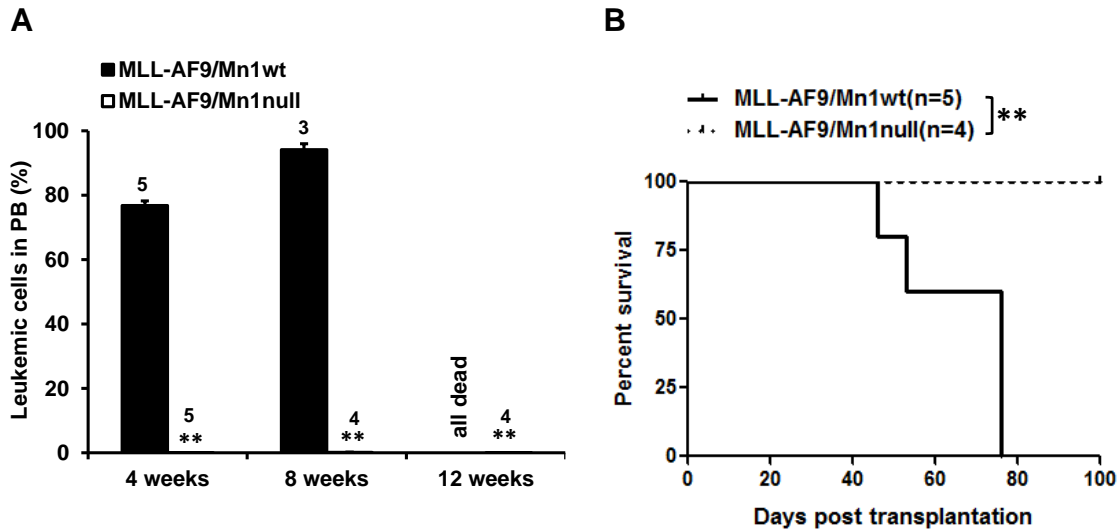 A
MLL-AF9/Mn1wt
MLL-AF9/Mn1null
Leukemic cells in PB (%)
100
80
60
40
20
0
5
5
**
3
4
**
all dead
4
**
4 weeks
8 weeks
12 weeks
B
MLL-AF9/Mn1wt(n=5)
MLL-AF9/Mn1null(n=4)
**
Percent survival
100
75
50
25
0
0
20
40
60
80
100
Days post transplantation